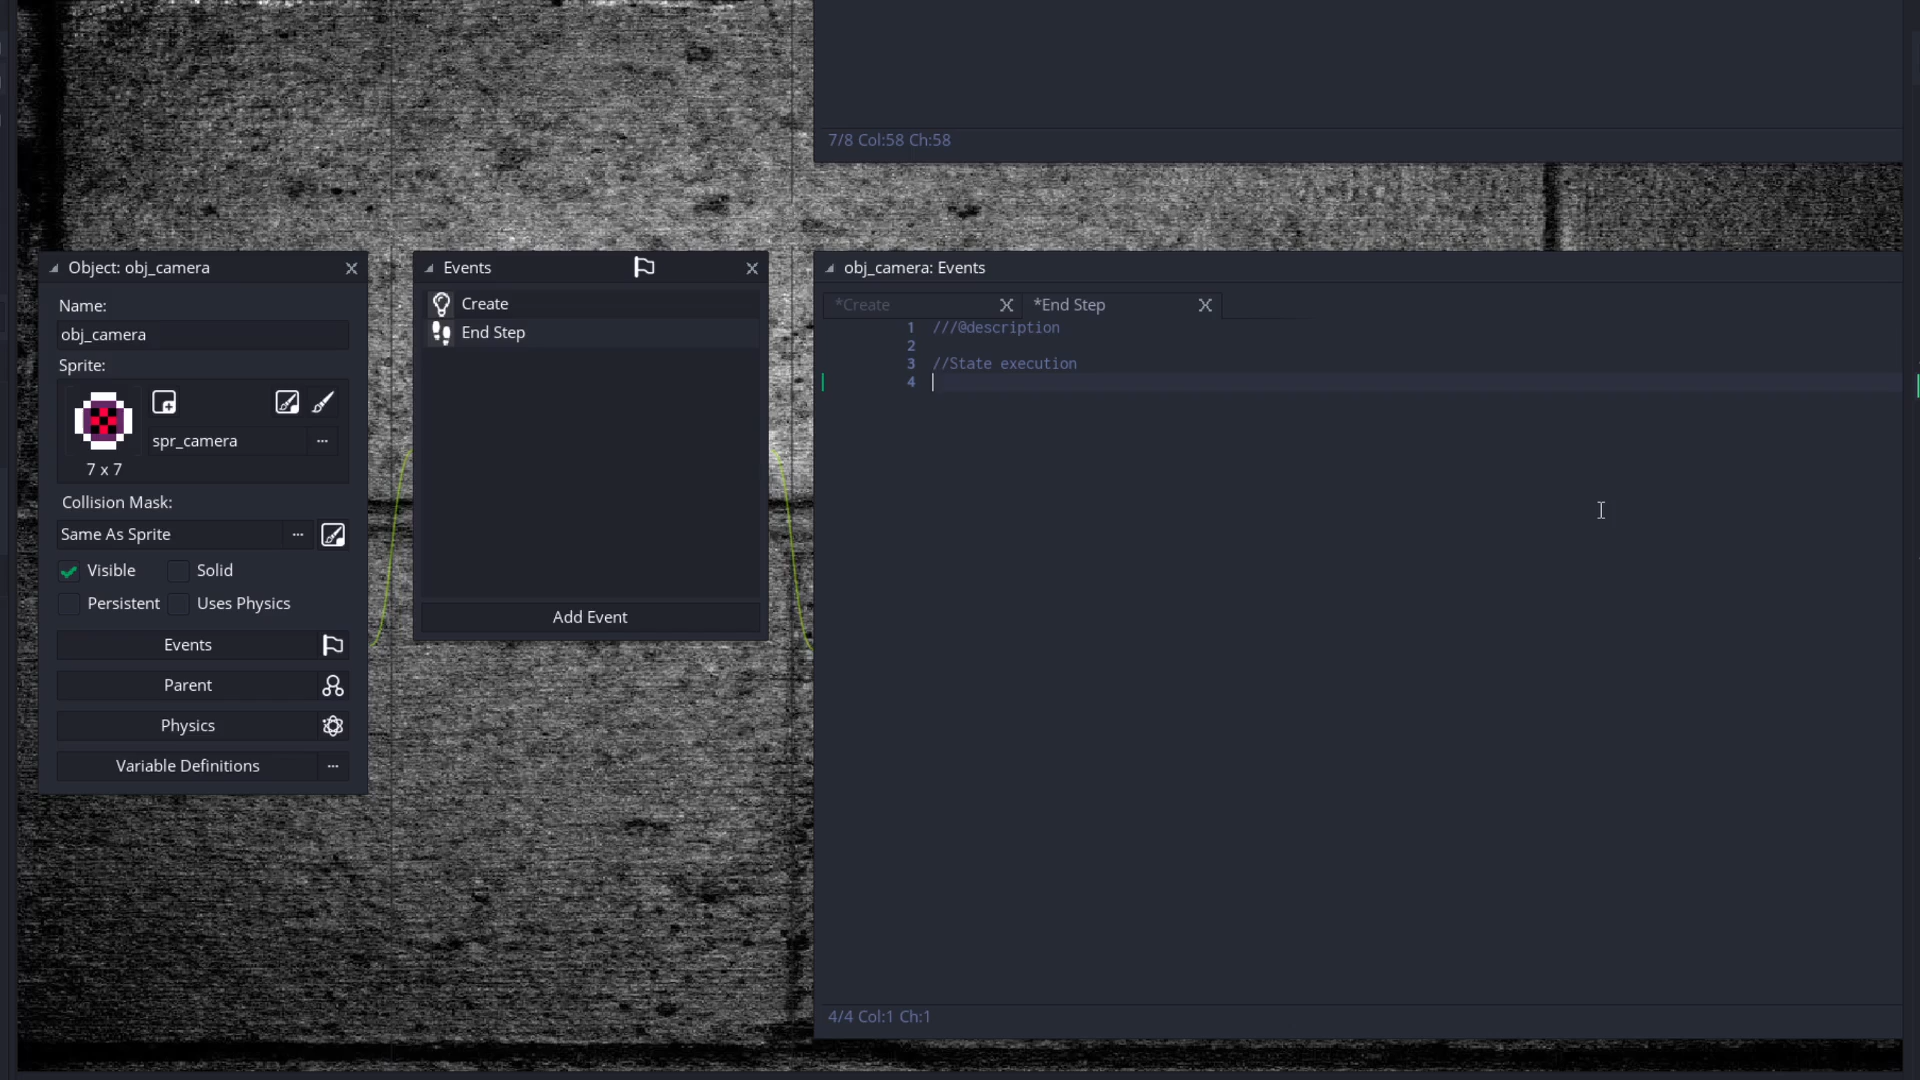 7/8 Col:58 Ch:58
Object: obj_camera
Name:
obj_camera
Sprite:
spr_camera
...
7 x 7
Collision Mask:
Same As Sprite
...
Visible
Solid
Persistent
Uses Physics
Events
Parent
Physics
Variable Definitions
...
Events
Create
End Step
Add Event
obj_camera: Events
*Create
*End Step
1 ///@description
2
3 //State execution
4
4/4 Col:1 Ch:1